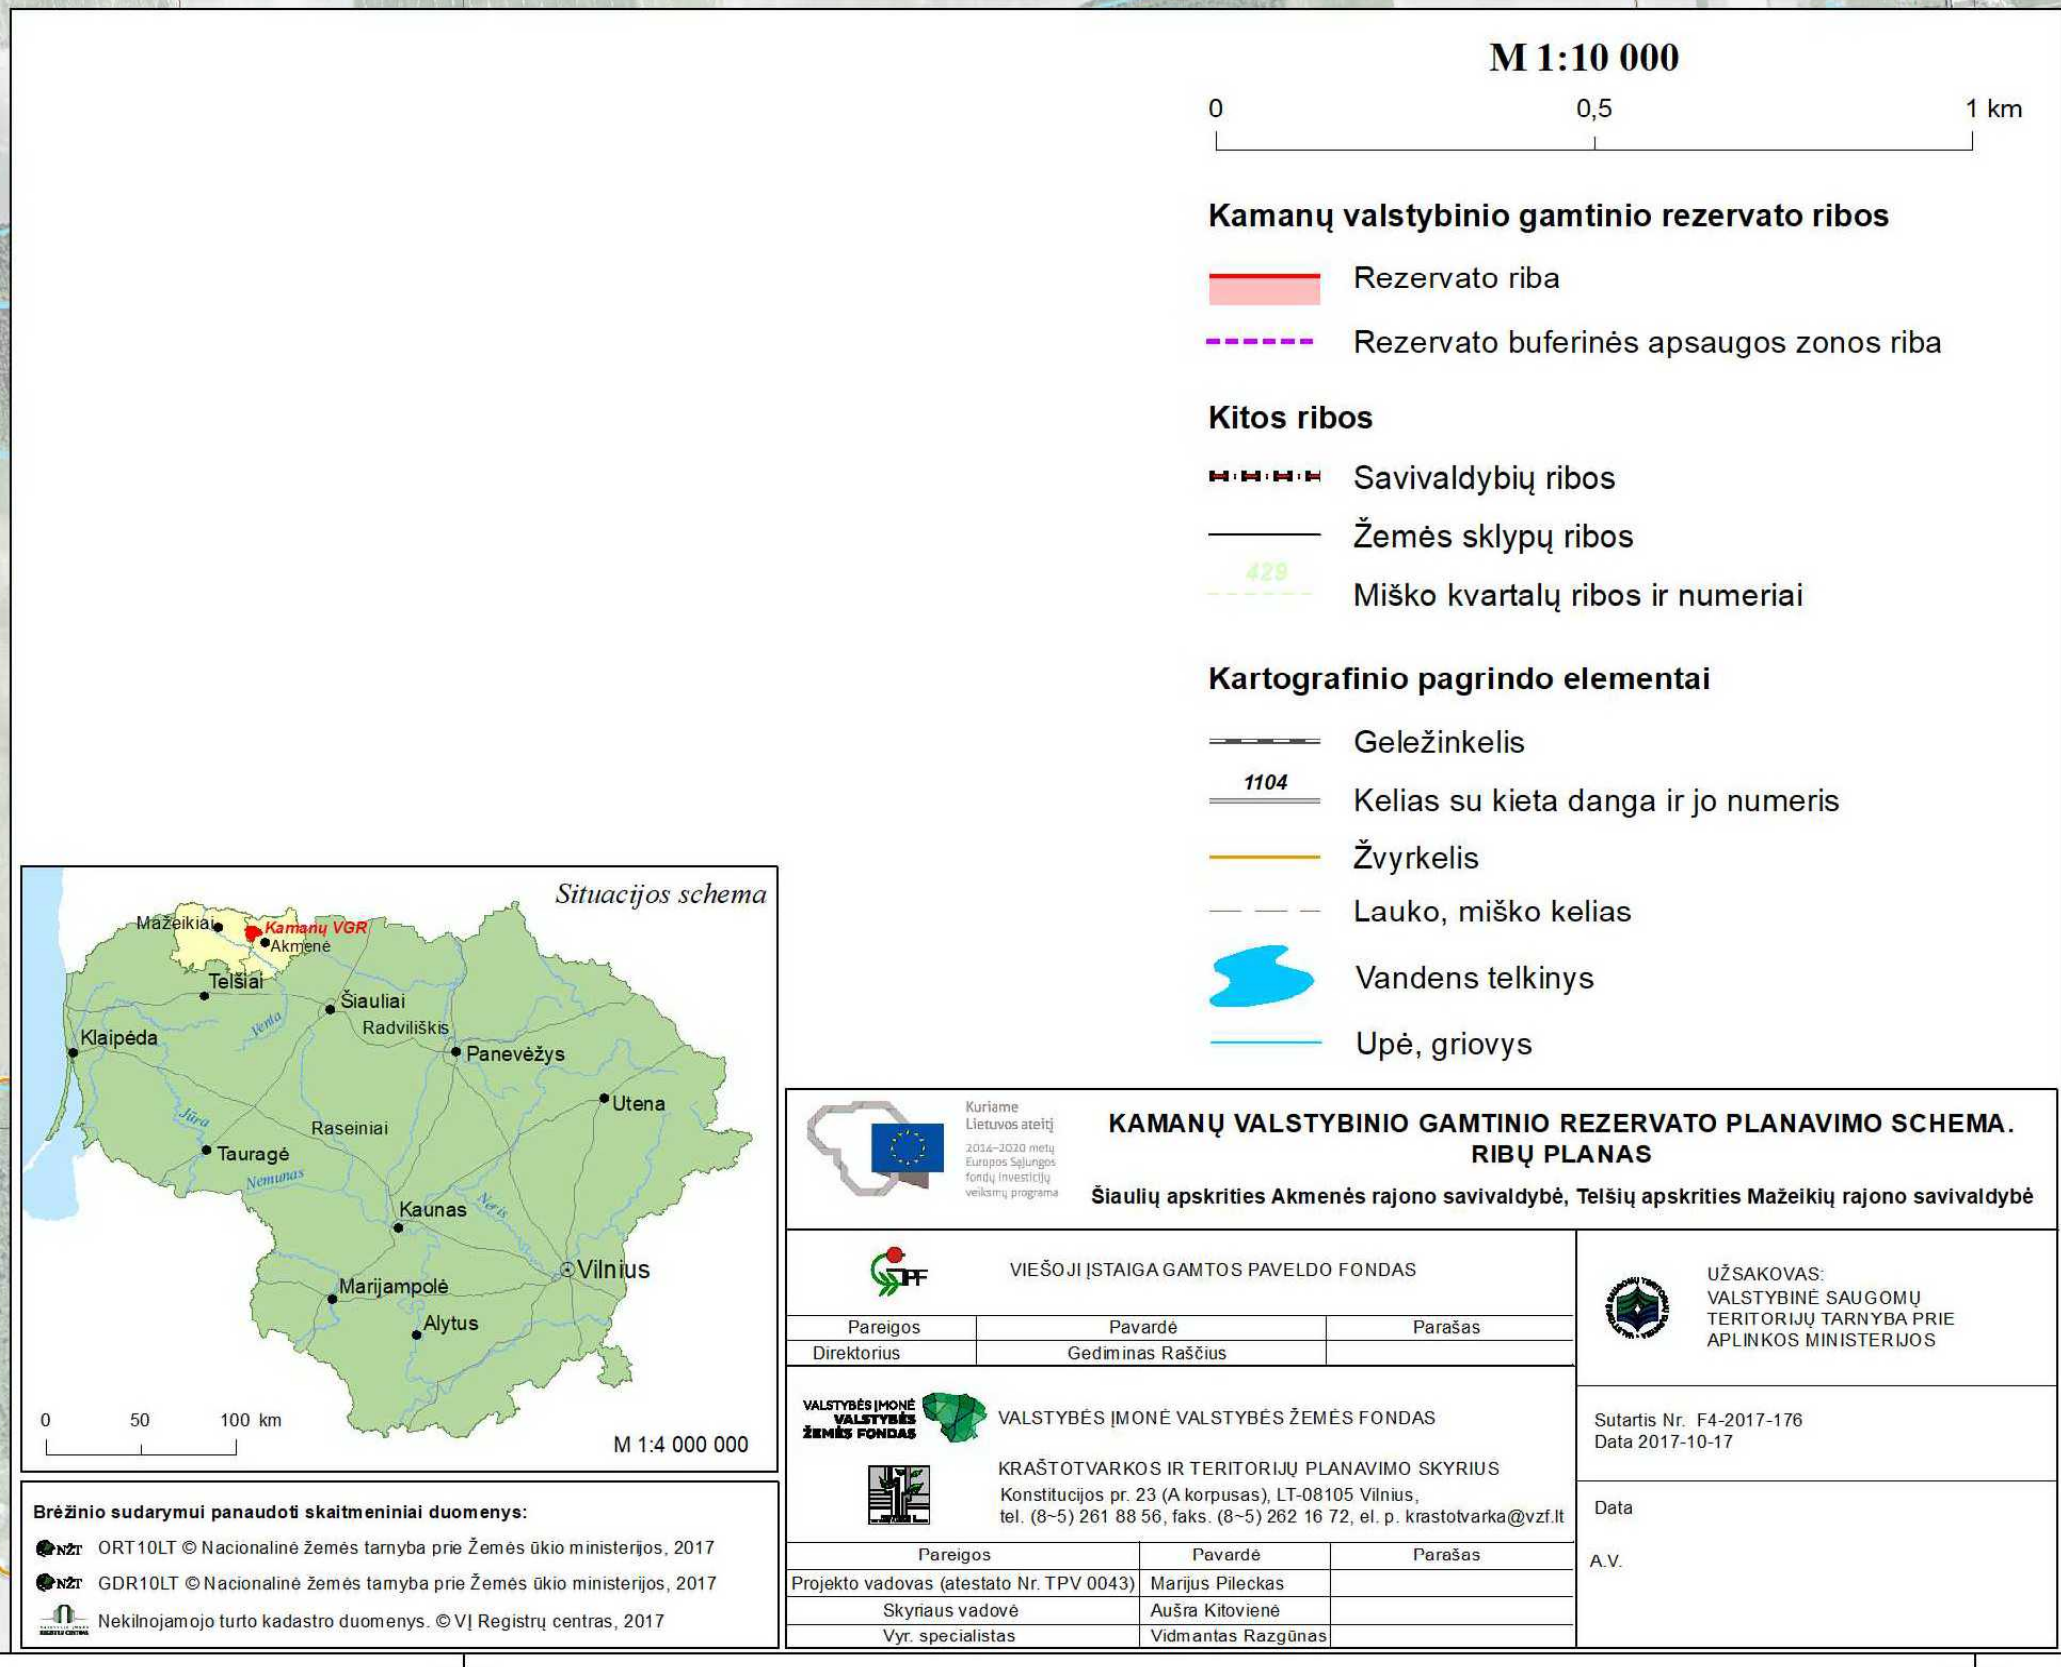 M 1:10 000
0 0,5 1 km
Kamanų valstybinio gamtinio rezervato ribos
Rezervato riba
Rezervato buferinės apsaugos zonos riba
Kitos ribos
Savivaldybių ribos
Žemės sklypų ribos
429
Miško kvartalų ribos ir numeriai
Kartografinio pagrindo elementai
Geležinkelis
1104
Kelias su kieta danga ir jo numeris
Žvyrkelis
Lauko, miško kelias
Vandens telkinys
Upė, griovys
Situacijos schema
Mažeikiai
Kamanų VGR
Akmenė
Telšiai
Šiauliai
Venta
Radviliškis
Klaipėda
Panevėžys
Utena
Jūra
Raseiniai
Tauragė
Nemunas
Neris
Kaunas
Vilnius
Marijampolė
Alytus
0 50 100 km
M 1:4 000 000
Brėžinio sudarymui panaudoti skaitmeniniai duomenys:
NŽT ORT10LT © Nacionalinė žemės tarnyba prie Žemės ūkio ministerijos, 2017
NŽT GDR10LT © Nacionalinė žemės tarnyba prie Žemės ūkio ministerijos, 2017
Nekilnojamojo turto kadastro duomenys. © VĮ Registrų centras, 2017
Kuriame
Lietuvos ateitį
2014–2020 metų
Europos Sąjungos
fondų investicijų
veiksmų programa
KAMANŲ VALSTYBINIO GAMTINIO REZERVATO PLANAVIMO SCHEMA.
RIBŲ PLANAS
Šiaulių apskrities Akmenės rajono savivaldybė, Telšių apskrities Mažeikių rajono savivaldybė
VIEŠOJI ĮSTAIGA GAMTOS PAVELDO FONDAS
Pareigos Pavardė Parašas
Direktorius Gediminas Raščius
UŽSAKOVAS:
VALSTYBINĖ SAUGOMŲ
TERITORIJŲ TARNYBA PRIE
APLINKOS MINISTERIJOS
VALSTYBĖS ĮMONĖ
VALSTYBĖS
ŽEMĖS FONDAS
VALSTYBĖS ĮMONĖ VALSTYBĖS ŽEMĖS FONDAS
KRAŠTOTVARKOS IR TERITORIJŲ PLANAVIMO SKYRIUS
Konstitucijos pr. 23 (A korpusas), LT-08105 Vilnius,
tel. (8~5) 261 88 56, faks. (8~5) 262 16 72, el. p. krastotvarka@vzf.lt
Pareigos Pavardė Parašas
Projekto vadovas (atestato Nr. TPV 0043) Marijus Pileckas
Skyriaus vadovė Aušra Kitovienė
Vyr. specialistas Vidmantas Razgūnas
Sutartis Nr. F4-2017-176
Data 2017-10-17
Data
A.V.